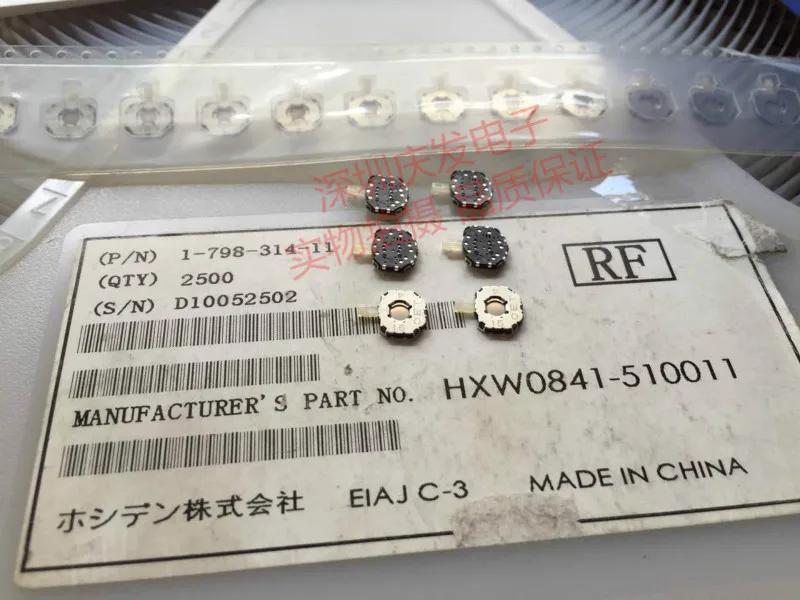 深圳庆发电子
实物拍摄 品质保证
(P/N) 1-798-314-11
(QTY) 2500
(S/N) D10052502
RF
MANUFACTURER'S PART NO. HXW0841-510011
ホシデン株式会社 EIAJ C-3 MADE IN CHINA